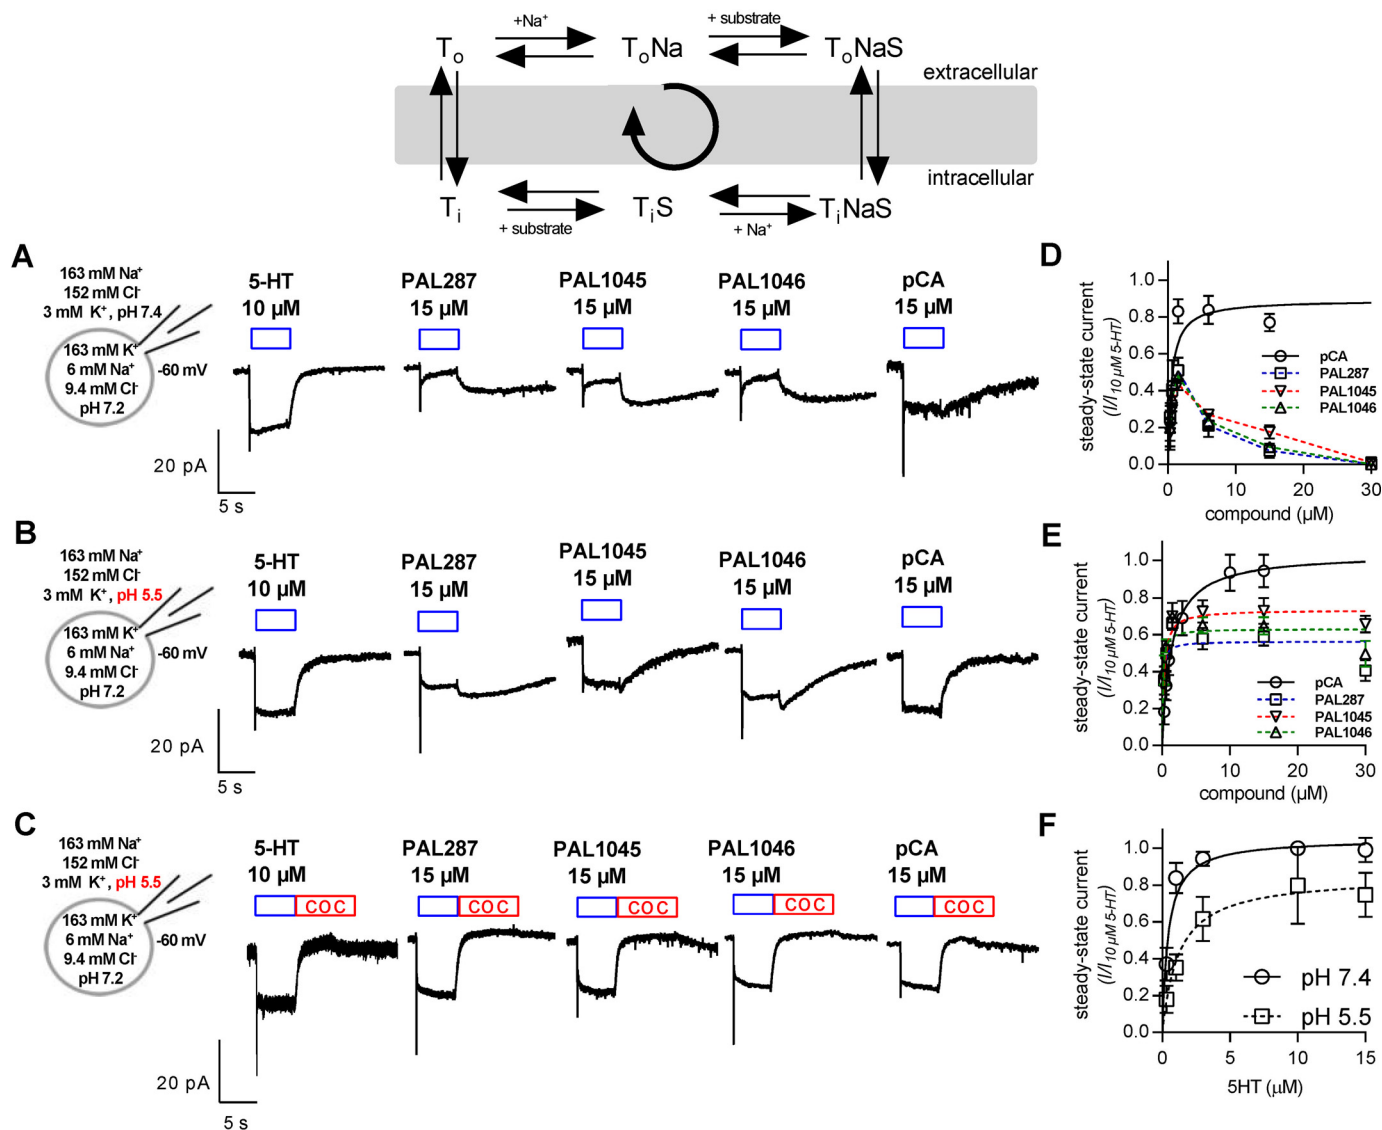 +Na⁺
+ substrate
Tₒ
TₒNa
TₒNaS
extracellular
intracellular
Tᵢ
TᵢS
TᵢNaS
+ substrate
+ Na⁺
A
163 mM Na⁺
152 mM Cl⁻
3 mM K⁺, pH 7.4
163 mM K⁺
6 mM Na⁺
9.4 mM Cl⁻
pH 7.2
-60 mV
20 pA
5 s
5-HT
10 µM
PAL287
15 µM
PAL1045
15 µM
PAL1046
15 µM
pCA
15 µM
D
steady-state current
(I/I10 µM 5-HT)
1.0
0.8
0.6
0.4
0.2
0.0
0
10
20
30
compound (µM)
pCA
PAL287
PAL1045
PAL1046
B
163 mM Na⁺
152 mM Cl⁻
3 mM K⁺, pH 5.5
163 mM K⁺
6 mM Na⁺
9.4 mM Cl⁻
pH 7.2
-60 mV
20 pA
5 s
5-HT
10 µM
PAL287
15 µM
PAL1045
15 µM
PAL1046
15 µM
pCA
15 µM
E
steady-state current
(I/I10 µM 5-HT)
1.0
0.8
0.6
0.4
0.2
0.0
0
10
20
30
compound (µM)
pCA
PAL287
PAL1045
PAL1046
C
163 mM Na⁺
152 mM Cl⁻
3 mM K⁺, pH 5.5
163 mM K⁺
6 mM Na⁺
9.4 mM Cl⁻
pH 7.2
-60 mV
20 pA
5 s
5-HT
10 µM
COC
PAL287
15 µM
COC
PAL1045
15 µM
COC
PAL1046
15 µM
COC
pCA
15 µM
COC
F
steady-state current
(I/I10 µM 5-HT)
1.0
0.8
0.6
0.4
0.2
0.0
0
5
10
15
5HT (µM)
pH 7.4
pH 5.5